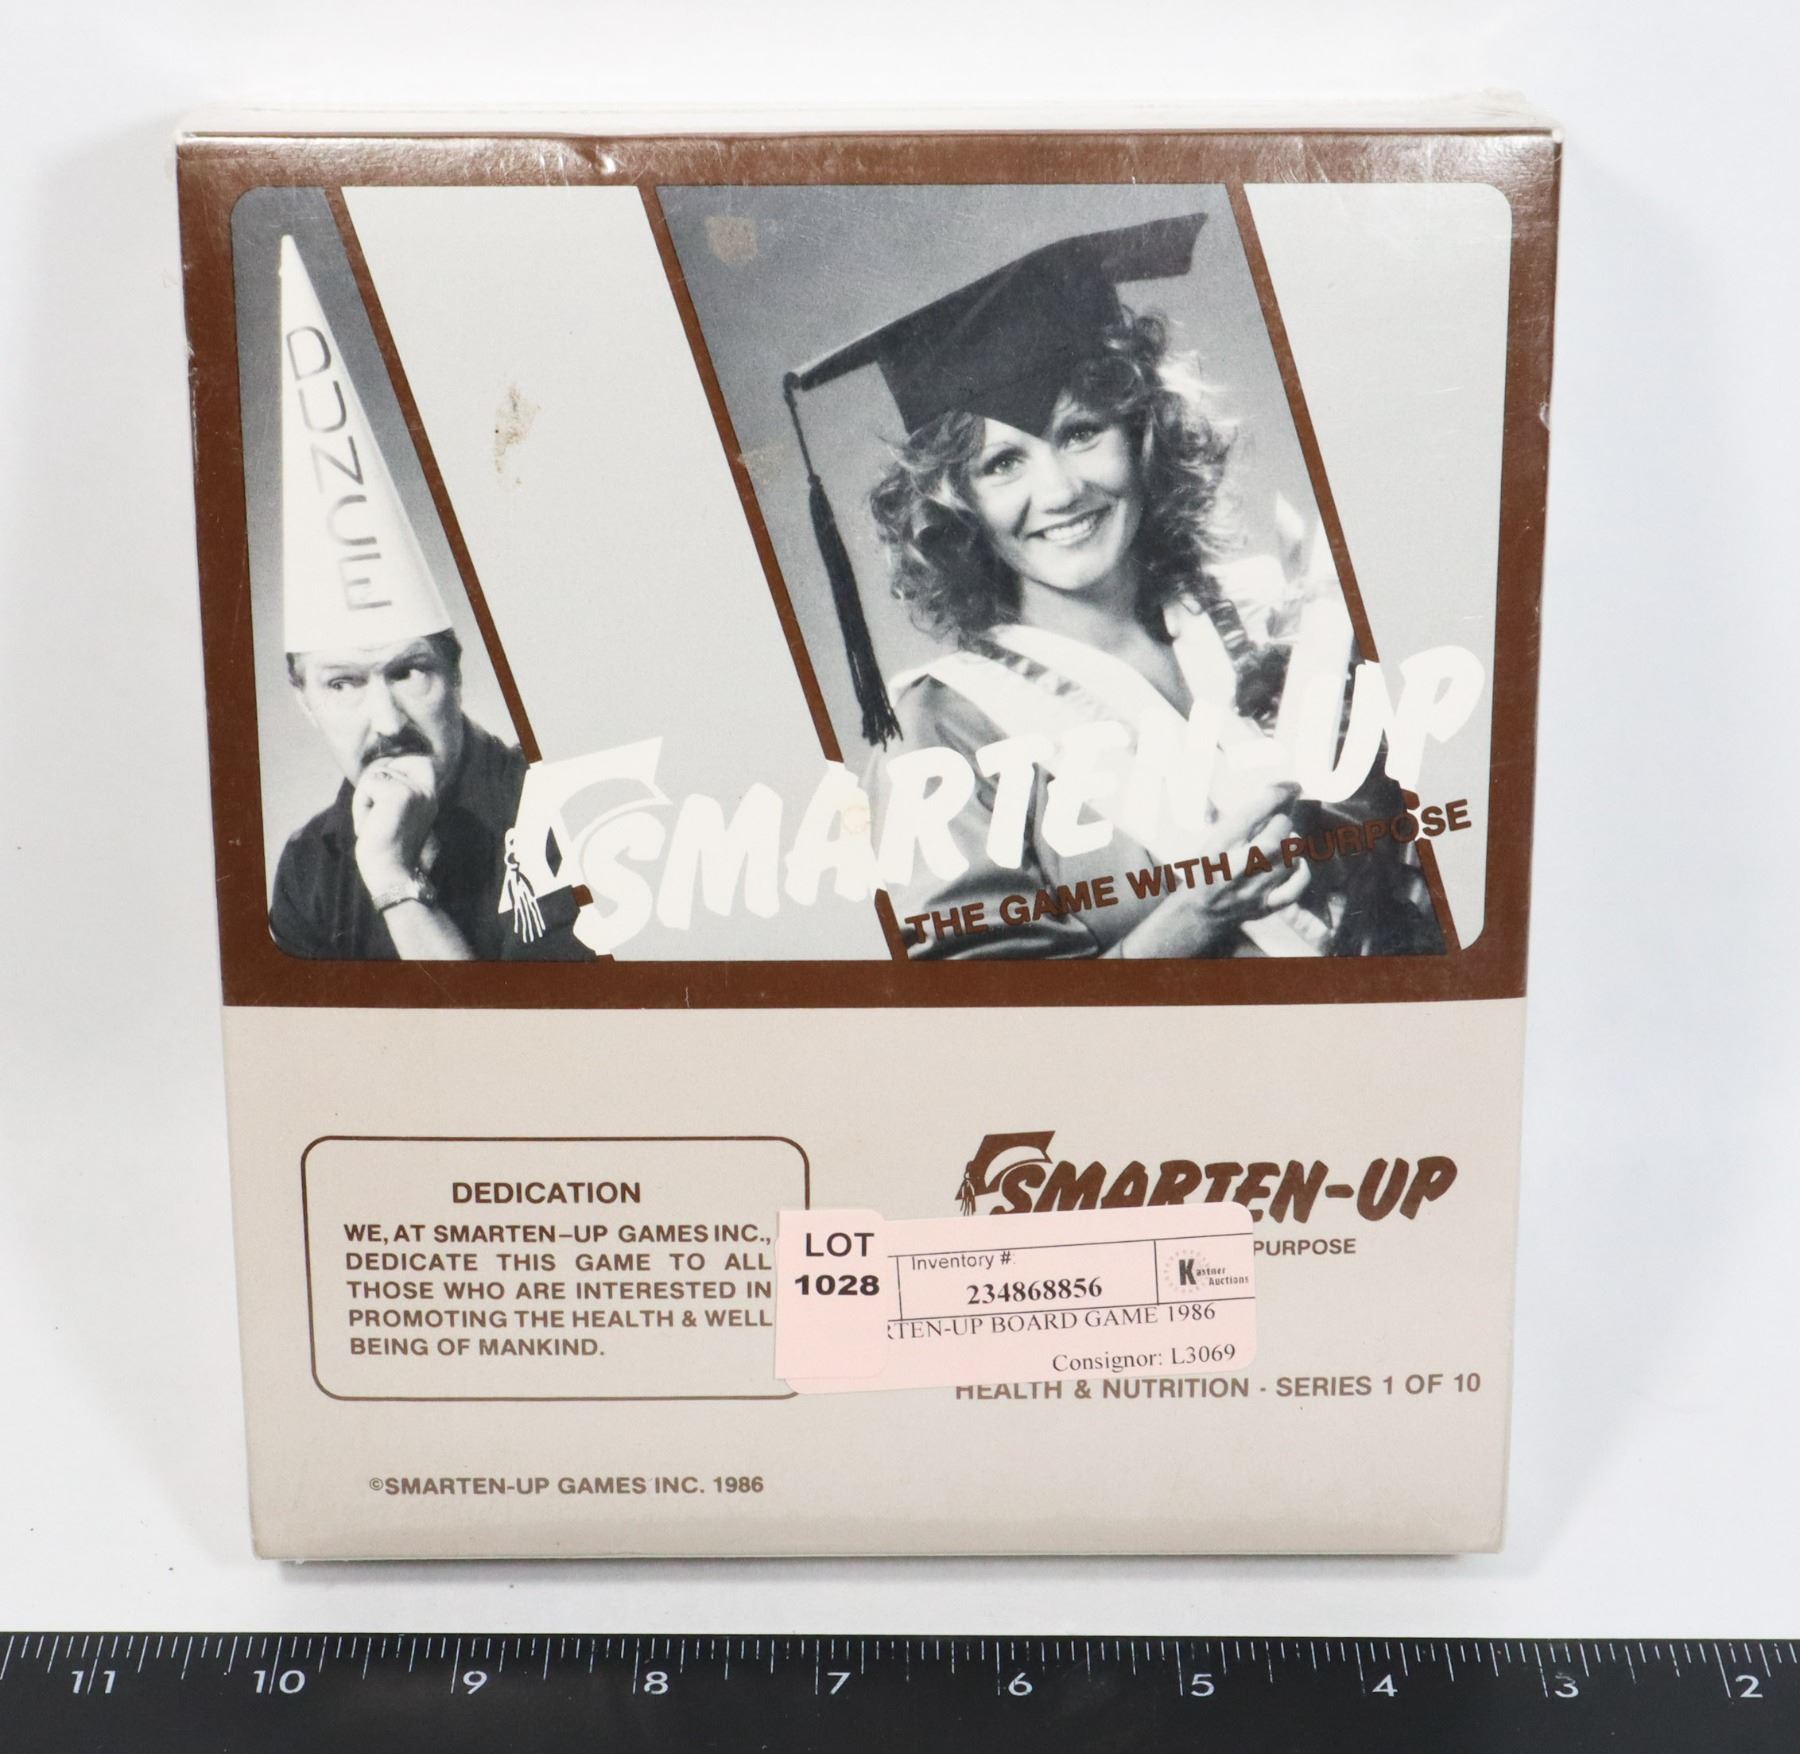 DUNCE
SMARTEN-UP
THE GAME WITH A PURPOSE
DEDICATION
WE, AT SMARTEN-UP GAMES INC.,
DEDICATE THIS GAME TO ALL
THOSE WHO ARE INTERESTED IN
PROMOTING THE HEALTH & WELL
BEING OF MANKIND.
©SMARTEN-UP GAMES INC. 1986
SMARTEN-UP
PURPOSE
LOT
1028
Inventory #:
234868856
Kastner
Auctions
RTEN-UP BOARD GAME 1986
Consignor: L3069
HEALTH & NUTRITION - SERIES 1 OF 10
11 10 9 8 7 6 5 4 3 2